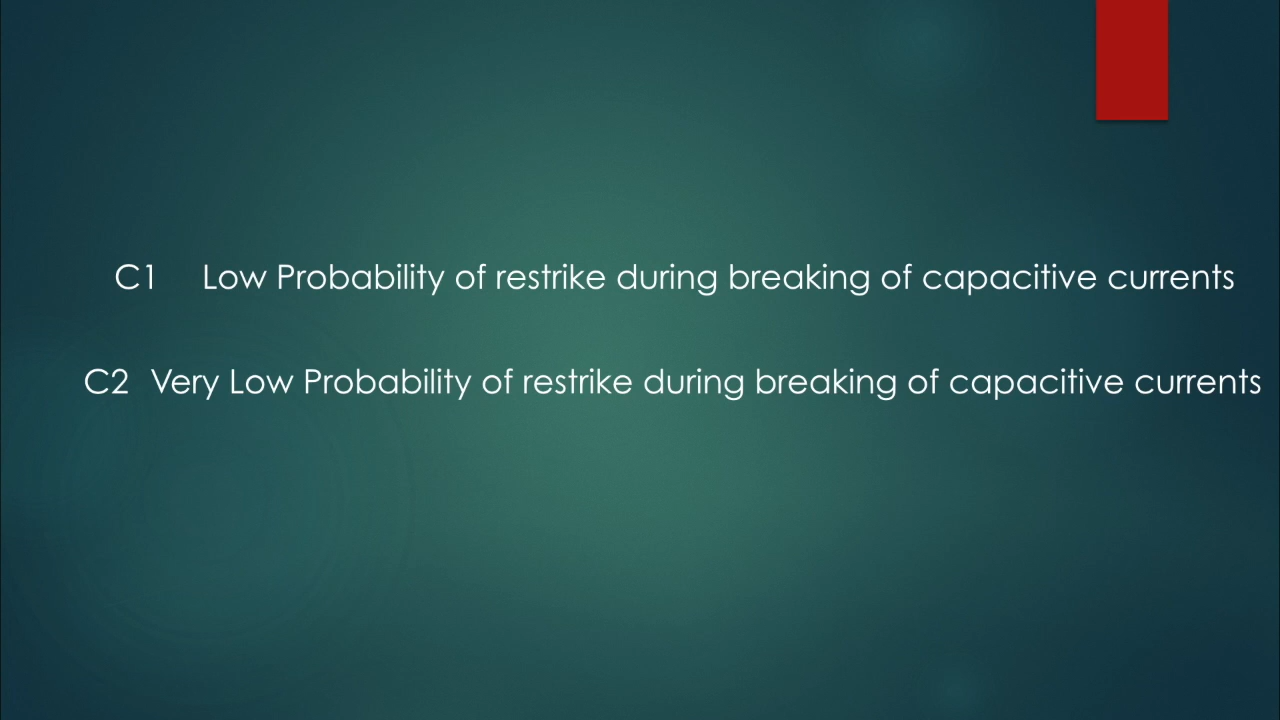 C1 Low Probability of restrike during breaking of capacitive currents
C2 Very Low Probability of restrike during breaking of capacitive currents